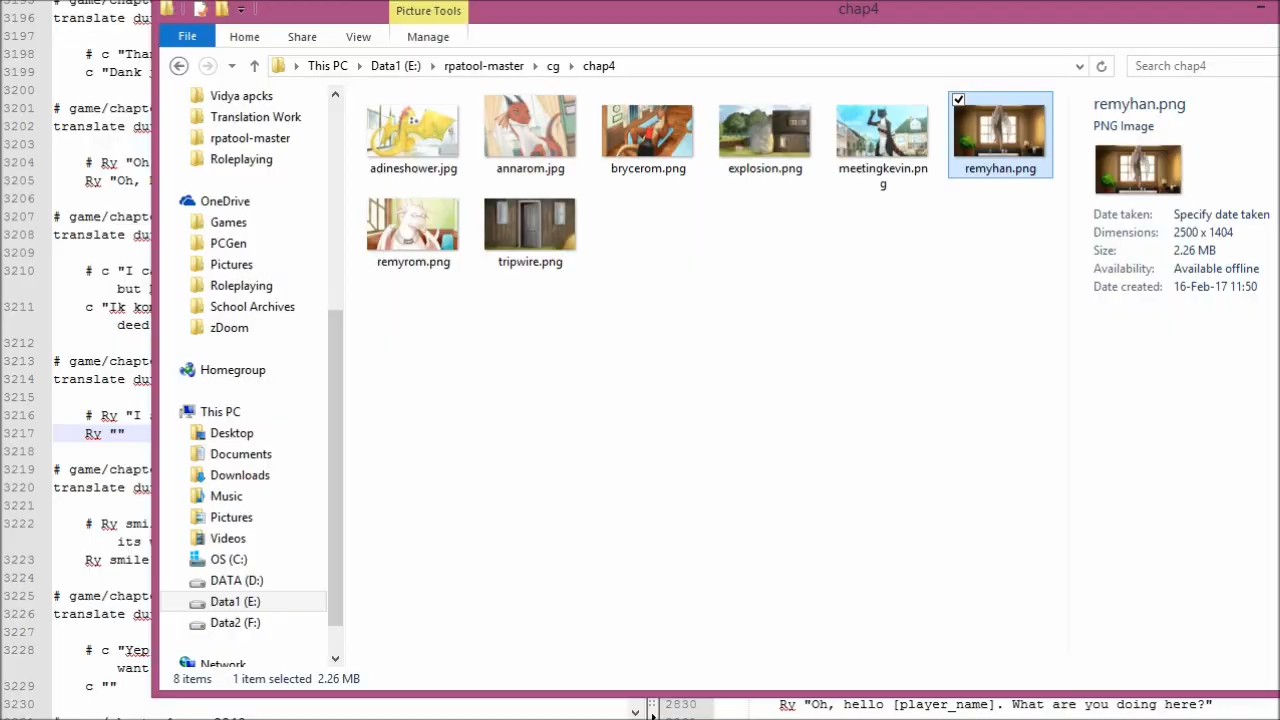 3195
# game/chapt
chap4
3196
translate du
Picture Tools
3197
File
Home
Share
View
Manage
3198
# c "Than
3199
c "Dank j
This PC
Data1 (E:)
rpatool-master
cg
chap4
Search chap4
3200
3201
# game/chapt
3202
translate du
3203
3204
# Ry "Oh
3205
Ry "Oh, h
3206
3207
# game/chapt
3208
translate du
3209
3210
# c "I ca
but
3211
c "Ik kon
deed
3212
3213
# game/chapt
3214
translate du
3215
3216
# Ry "I
3217
Ry ""
3218
3219
# game/chapt
3220
translate du
3221
3222
# Ry smi
its w
3223
Ry smile
3224
3225
# game/chapt
3226
translate du
3227
3228
# c "Yep
want
3229
c ""
3230
Vidya apcks
Translation Work
rpatool-master
Roleplaying
OneDrive
Games
PCGen
Pictures
Roleplaying
School Archives
zDoom
Homegroup
This PC
Desktop
Documents
Downloads
Music
Pictures
Videos
OS (C:)
DATA (D:)
Data1 (E:)
Data2 (F:)
Network
adineshower.jpg
annarom.jpg
brycerom.png
explosion.png
meetingkevin.pn
g
remyhan.png
remyrom.png
tripwire.png
remyhan.png
PNG Image
Date taken:
Specify date taken
Dimensions:
2500 x 1404
Size:
2.26 MB
Availability:
Available offline
Date created:
16-Feb-17 11:50
8 items
1 item selected 2.26 MB
2830
Ry "Oh, hello [player_name]. What are you doing here?"